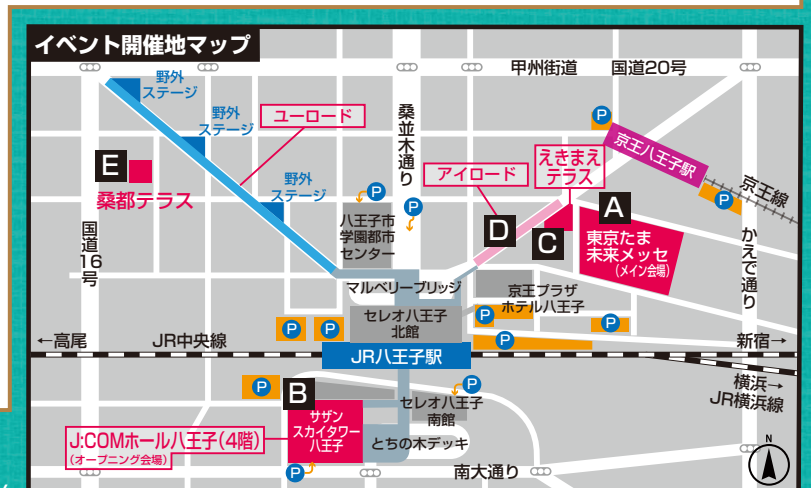 イベント開催地マップ
甲州街道
国道20号
野外
ステージ
野外
ステージ
野外
ステージ
ユーロード
桑並木通り
P
京王八王子駅
京王線
P
えきまえ
テラス
アイロード
E
桑都テラス
P
P
八王子市
学園都市
センター
D
C
A
東京たま
未来メッセ
(メイン会場)
かえで通り
国道16号
マルベリーブリッジ
京王プラザ
ホテル八王子
セレオ八王子
北館
P
P
P
P
P
←高尾
JR中央線
JR八王子駅
新宿→
横浜→
JR横浜線
P
B
P
セレオ八王子
南館
サザン
スカイタワー
八王子
とちの木デッキ
J:COMホール八王子(4階)
(オープニング会場)
P
南大通り
N